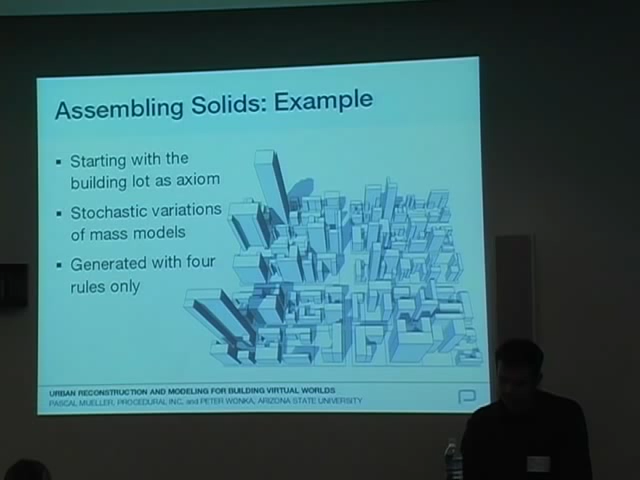 Assembling Solids: Example
▪ Starting with the
building lot as axiom
▪ Stochastic variations
of mass models
▪ Generated with four
rules only
URBAN RECONSTRUCTION AND MODELING FOR BUILDING VIRTUAL WORLDS
PASCAL MUELLER, PROCEDURAL INC. and PETER WONKA, ARIZONA STATE UNIVERSITY